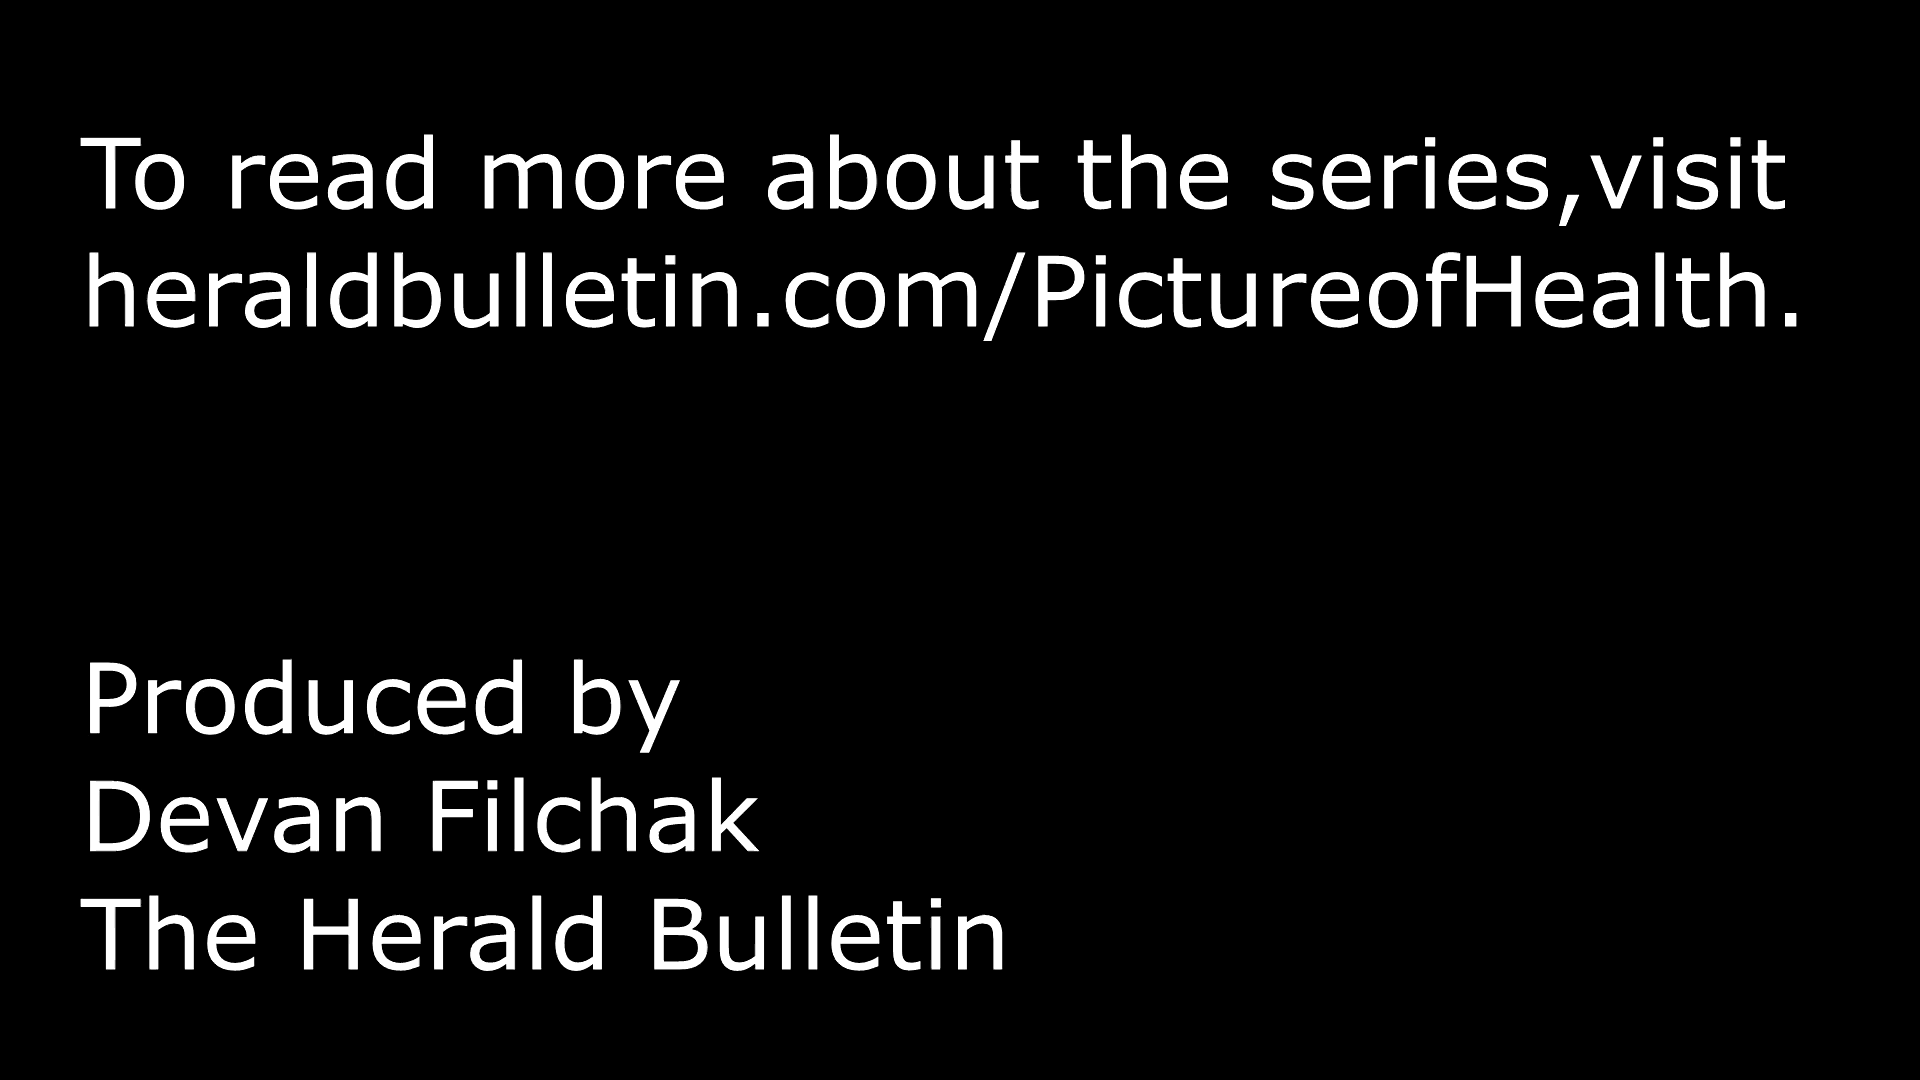 To read more about the series,visit
heraldbulletin.com/PictureofHealth.
Produced by
Devan Filchak
The Herald Bulletin